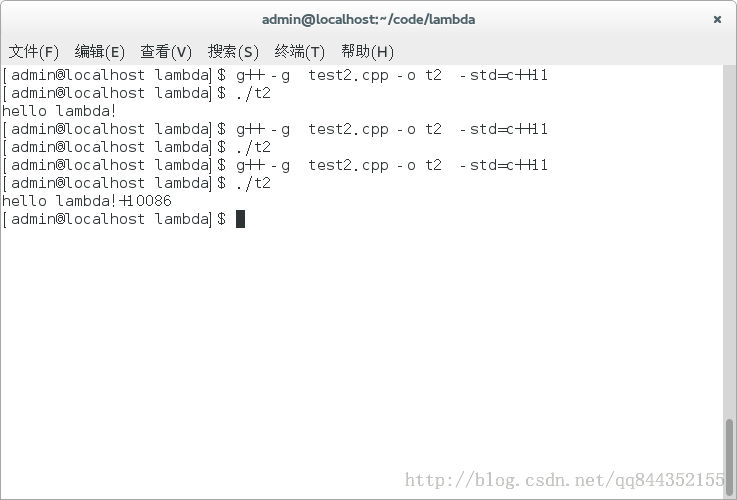 admin@localhost:~/code/lambda
文件(F) 编辑(E) 查看(V) 搜索(S) 终端(T) 帮助(H)
[admin@localhost lambda]$ g++ -g  test2.cpp -o t2  -std=c++11
[admin@localhost lambda]$ ./t2
hello lambda!
[admin@localhost lambda]$ g++ -g  test2.cpp -o t2  -std=c++11
[admin@localhost lambda]$ ./t2
[admin@localhost lambda]$ g++ -g  test2.cpp -o t2  -std=c++11
[admin@localhost lambda]$ ./t2
hello lambda!+10086
[admin@localhost lambda]$
http://blog.csdn.net/qq844352155